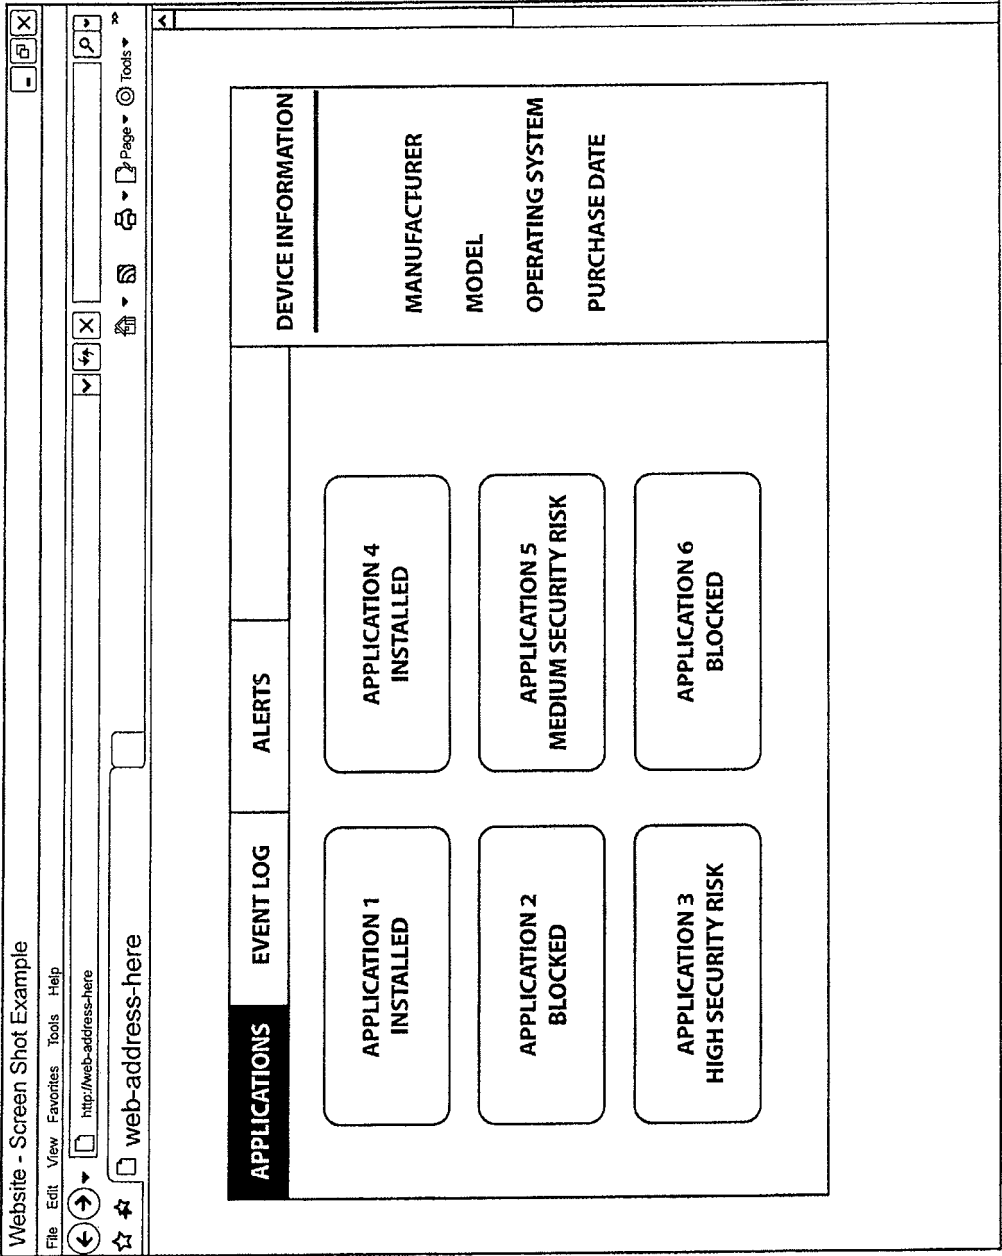 Website - Screen Shot Example
File Edit View Favorites Tools Help
http://web-address-here
web-address-here
Page Tools
APPLICATIONS
EVENT LOG
ALERTS
APPLICATION 1
INSTALLED
APPLICATION 4
INSTALLED
APPLICATION 2
BLOCKED
APPLICATION 5
MEDIUM SECURITY RISK
APPLICATION 3
HIGH SECURITY RISK
APPLICATION 6
BLOCKED
DEVICE INFORMATION
MANUFACTURER
MODEL
OPERATING SYSTEM
PURCHASE DATE